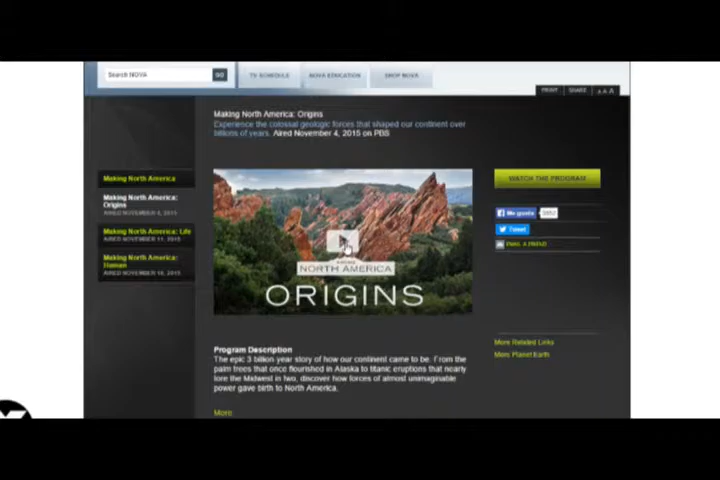 Search NOVA
GO
TV SCHEDULE
NOVA EDUCATION
SHOP NOVA
PRINT
SHARE
A A A
Making North America: Origins
Experience the colossal geologic forces that shaped our continent over
billions of years. Aired November 4, 2015 on PBS
Making North America
Making North America:
Origins
AIRED NOVEMBER 4, 2015
Making North America: Life
AIRED NOVEMBER 11, 2015
Making North America:
Human
AIRED NOVEMBER 18, 2015
MAKING
NORTH AMERICA
ORIGINS
WATCH THE PROGRAM
Me gusta
Tweet
EMAIL A FRIEND
More Related Links
More Planet Earth
Program Description
The epic 3 billion year story of how our continent came to be. From the
palm trees that once flourished in Alaska to titanic eruptions that nearly
tore the Midwest in two, discover how forces of almost unimaginable
power gave birth to North America.
More